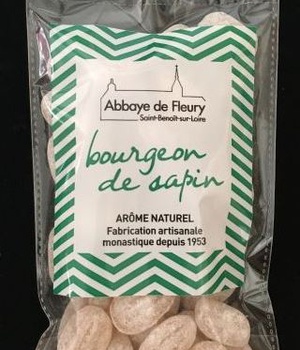 Abbaye de Fleury
Saint-Benoît-sur-Loire
bourgeon
de sapin
ARÔME NATUREL
Fabrication artisanale
monastique depuis 1953